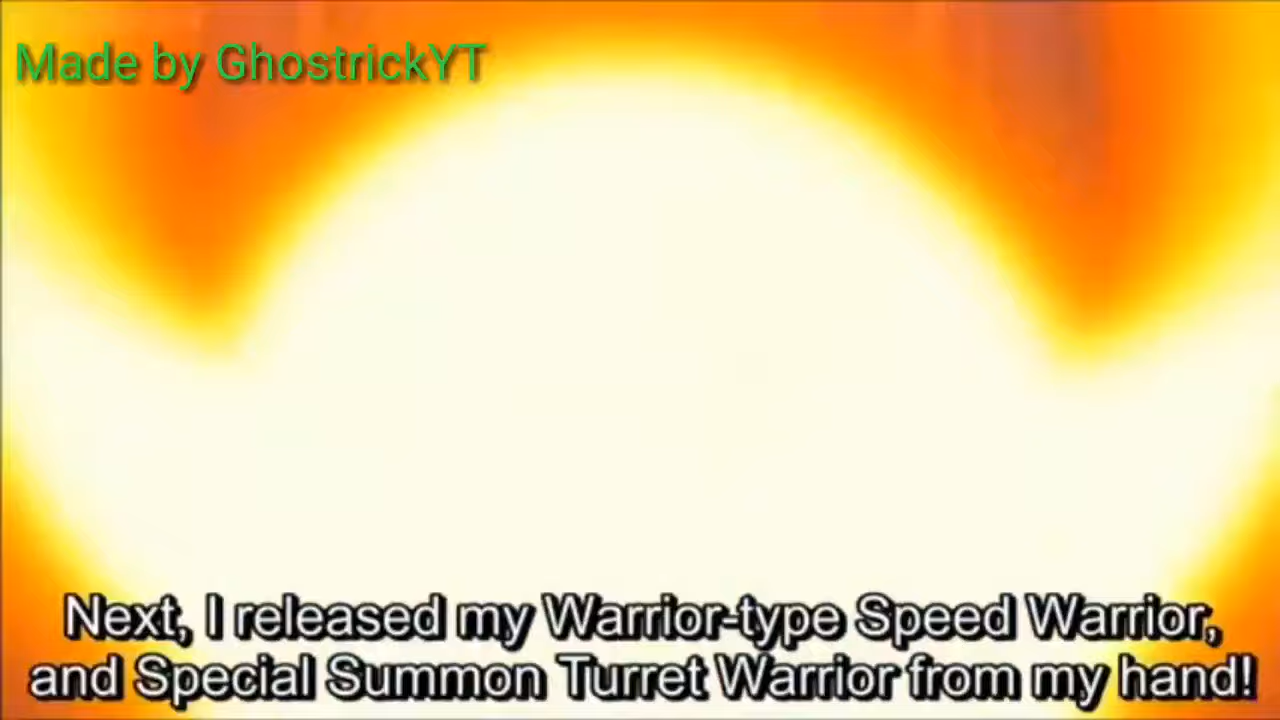 Made by GhostrickYT
Next, I released my Warrior-type Speed Warrior,
and Special Summon Turret Warrior from my hand!